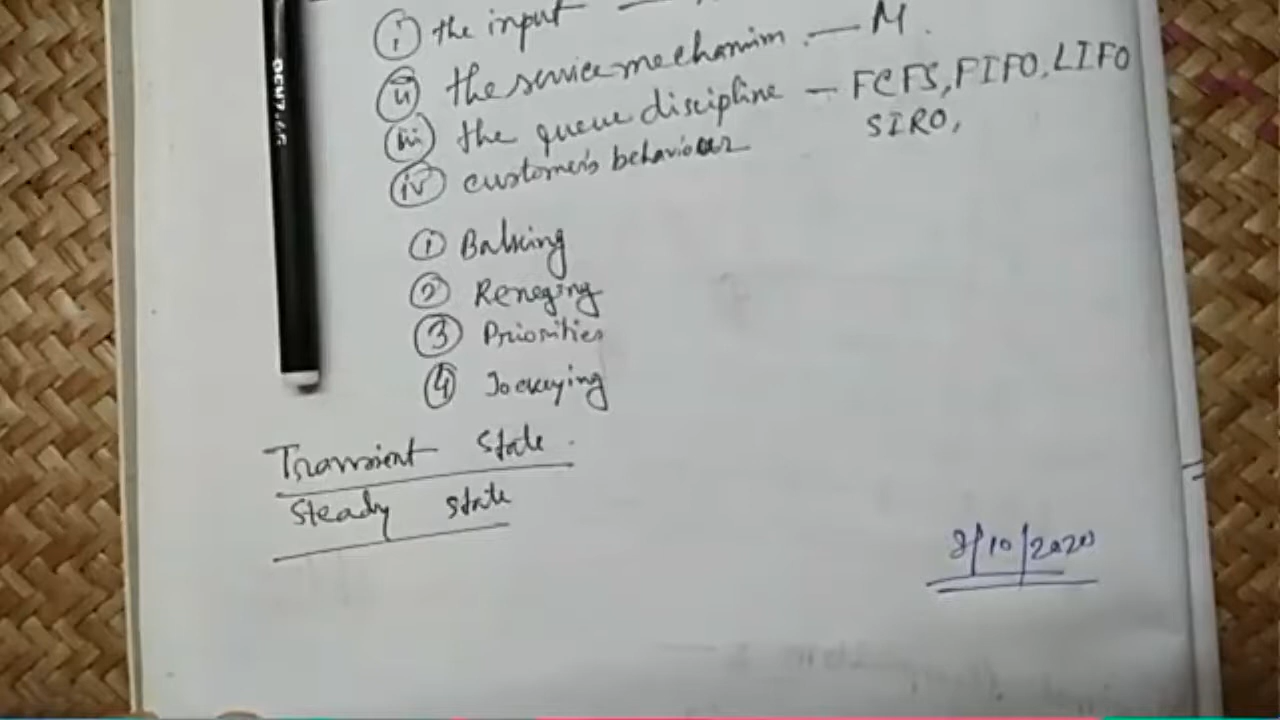 (i) the input —
(ii) the service mechanism. — M.
(iii) the queue discipline — FCFS, FIFO, LIFO
SIRO,
(iv) customer's behaviour
(1) Balking
(2) Reneging
(3) Priorities
(4) Jockeying
Transient state.
Steady state
8/10/2020